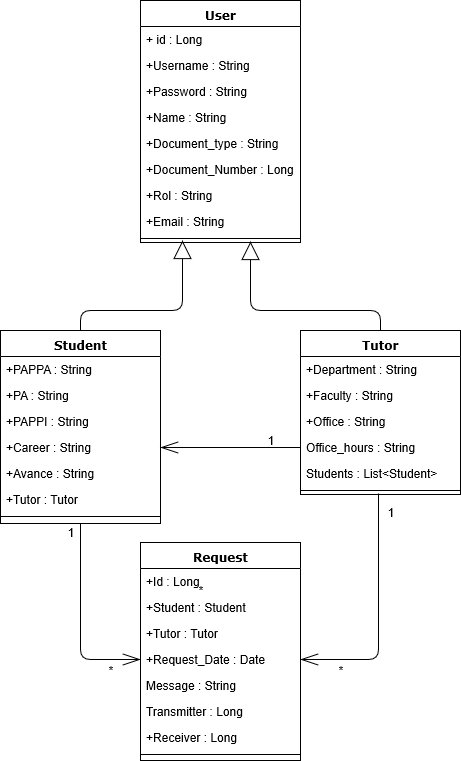 User
+ id : Long
+Username : String
+Password : String
+Name : String
+Document_type : String
+Document_Number : Long
+Rol : String
+Email : String
Student
+PAPPA : String
+PA : String
+PAPPI : String
+Career : String
+Avance : String
+Tutor : Tutor
Tutor
+Department : String
+Faculty : String
+Office : String
Office_hours : String
Students : List<Student>
1
1
1
Request
+Id : Long
*
+Student : Student
+Tutor : Tutor
+Request_Date : Date
Message : String
Transmitter : Long
+Receiver : Long
*
*